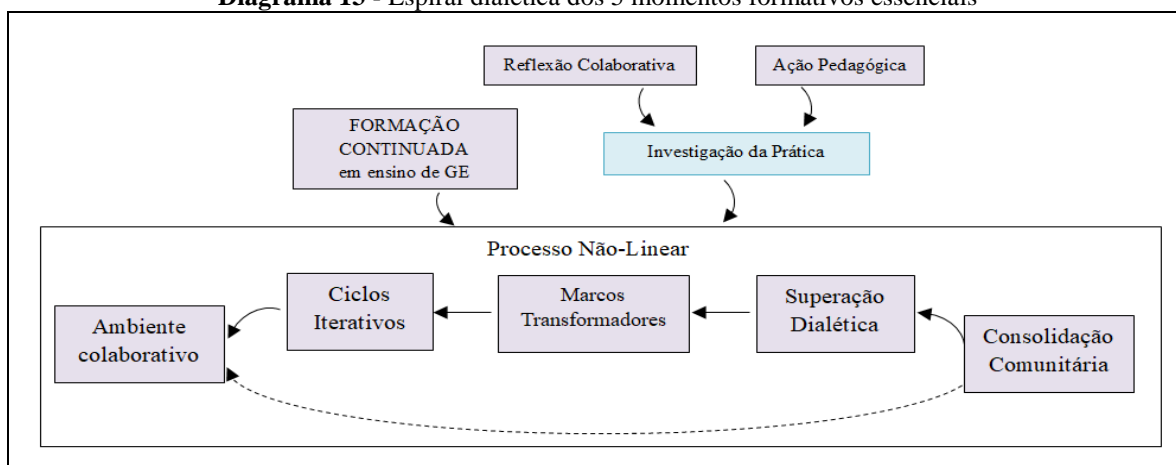 Diagrama 15 - Espiral dialética dos 5 momentos formativos essenciais
Reflexão Colaborativa
Ação Pedagógica
FORMAÇÃO
CONTINUADA
em ensino de GE
Investigação da Prática
Processo Não-Linear
Ambiente
colaborativo
Ciclos
Iterativos
Marcos
Transformadores
Superação
Dialética
Consolidação
Comunitária